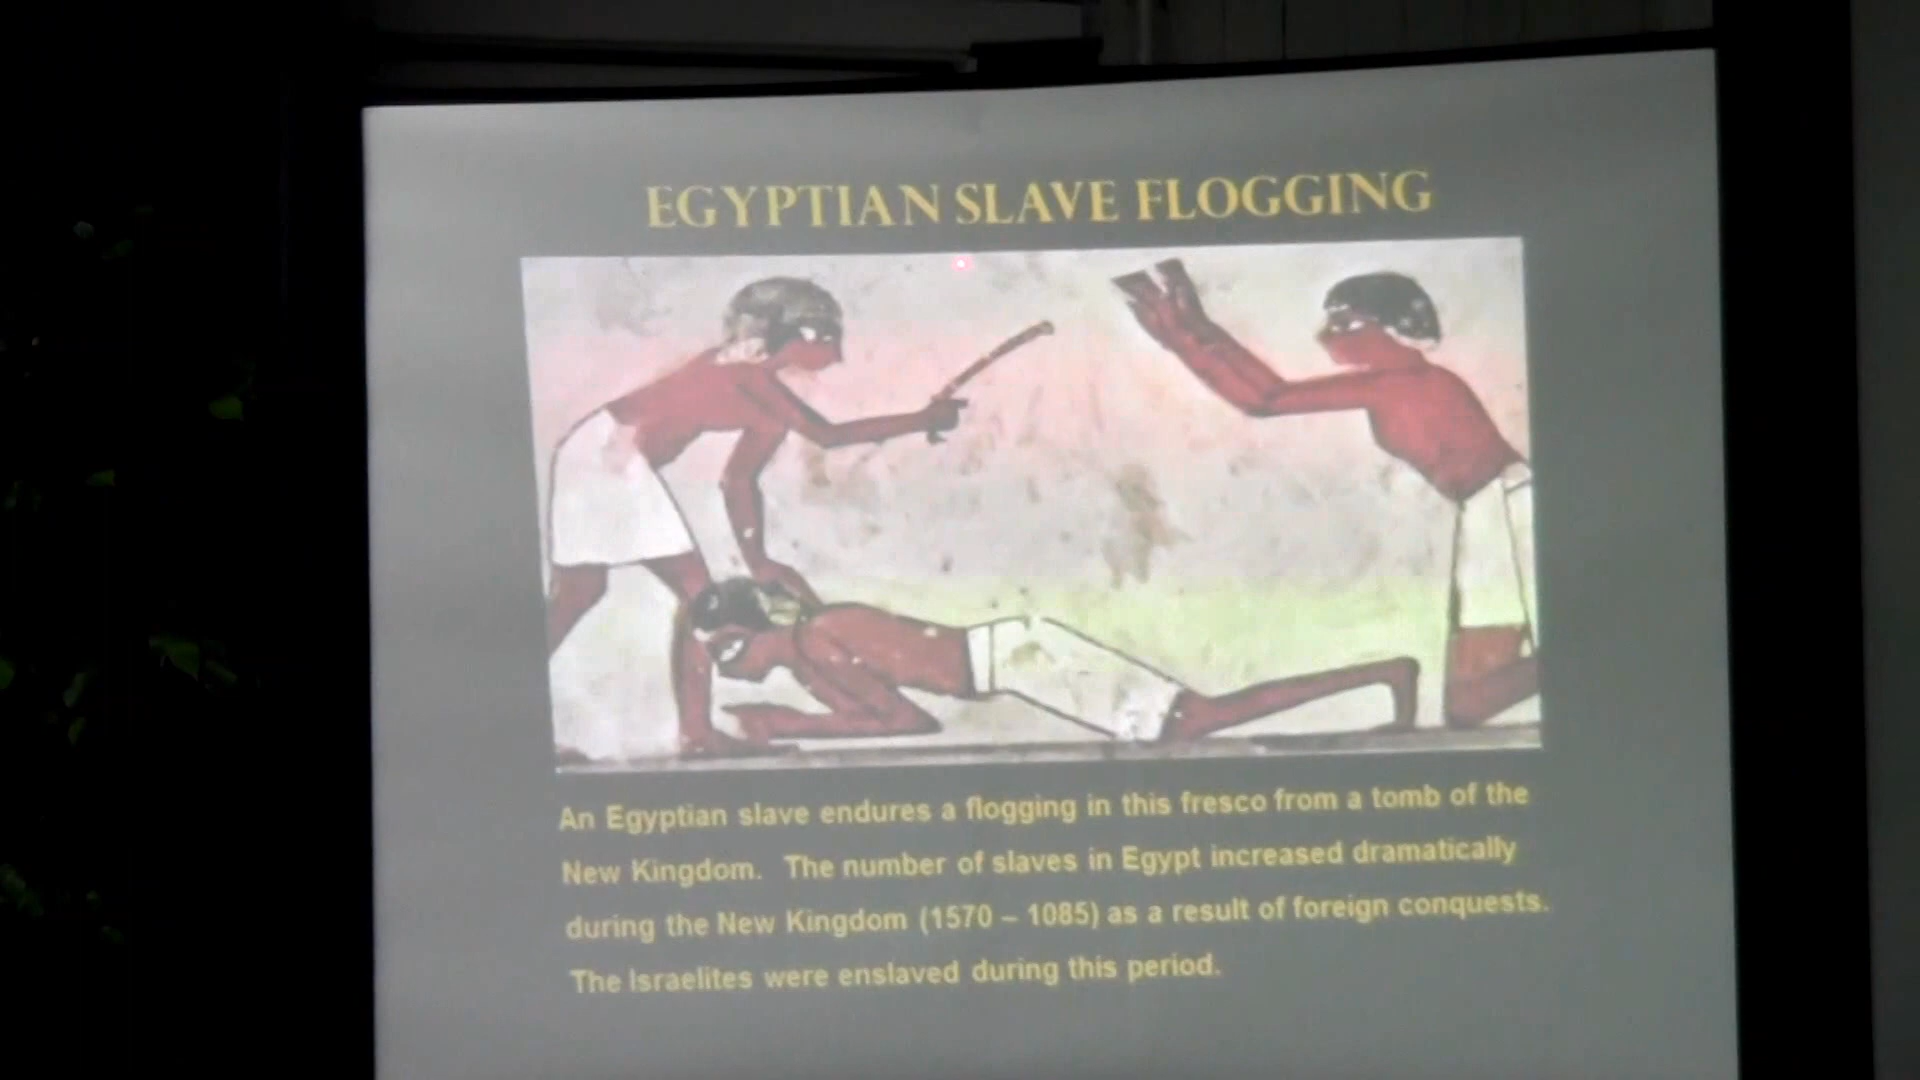 EGYPTIAN SLAVE FLOGGING
An Egyptian slave endures a flogging in this fresco from a tomb of the
New Kingdom. The number of slaves in Egypt increased dramatically
during the New Kingdom (1570 – 1085) as a result of foreign conquests.
The Israelites were enslaved during this period.